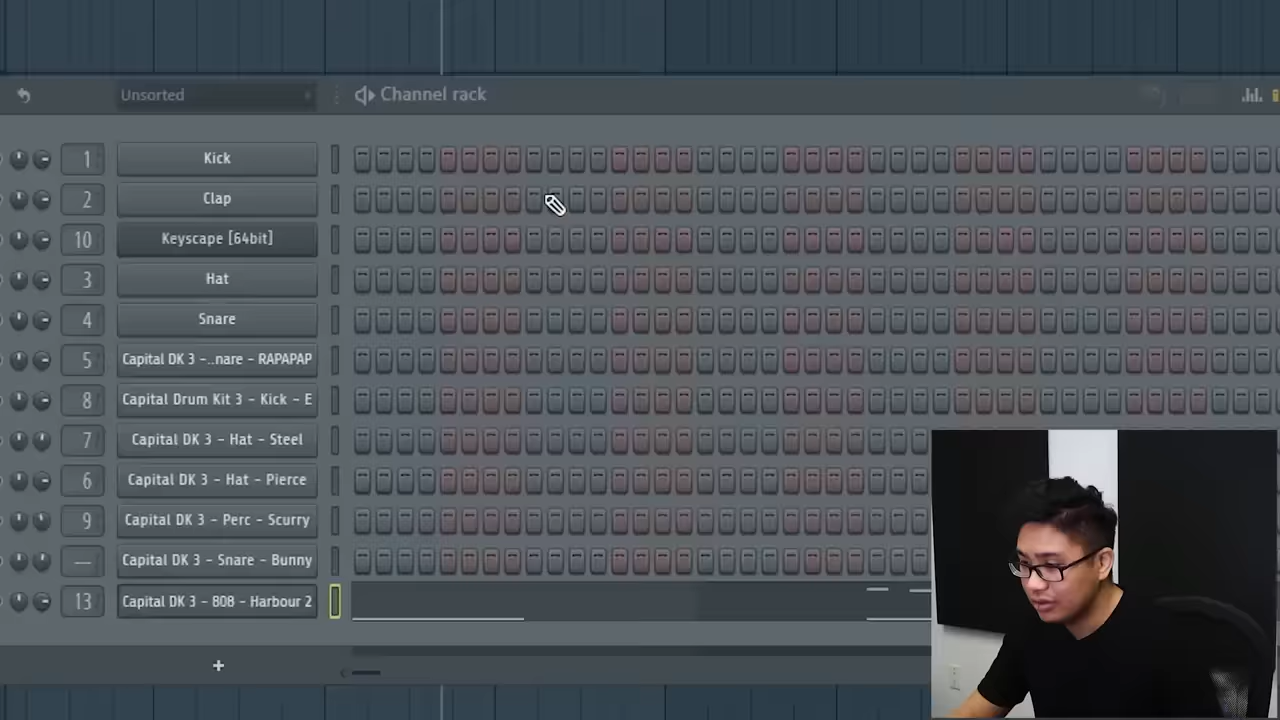 Unsorted
Channel rack
1 Kick
2 Clap
10 Keyscape [64bit]
3 Hat
4 Snare
5 Capital DK 3 -..nare - RAPAPAP
8 Capital Drum Kit 3 - Kick - E
7 Capital DK 3 - Hat - Steel
6 Capital DK 3 - Hat - Pierce
9 Capital DK 3 - Perc - Scurry
--- Capital DK 3 - Snare - Bunny
13 Capital DK 3 - 808 - Harbour 2
+